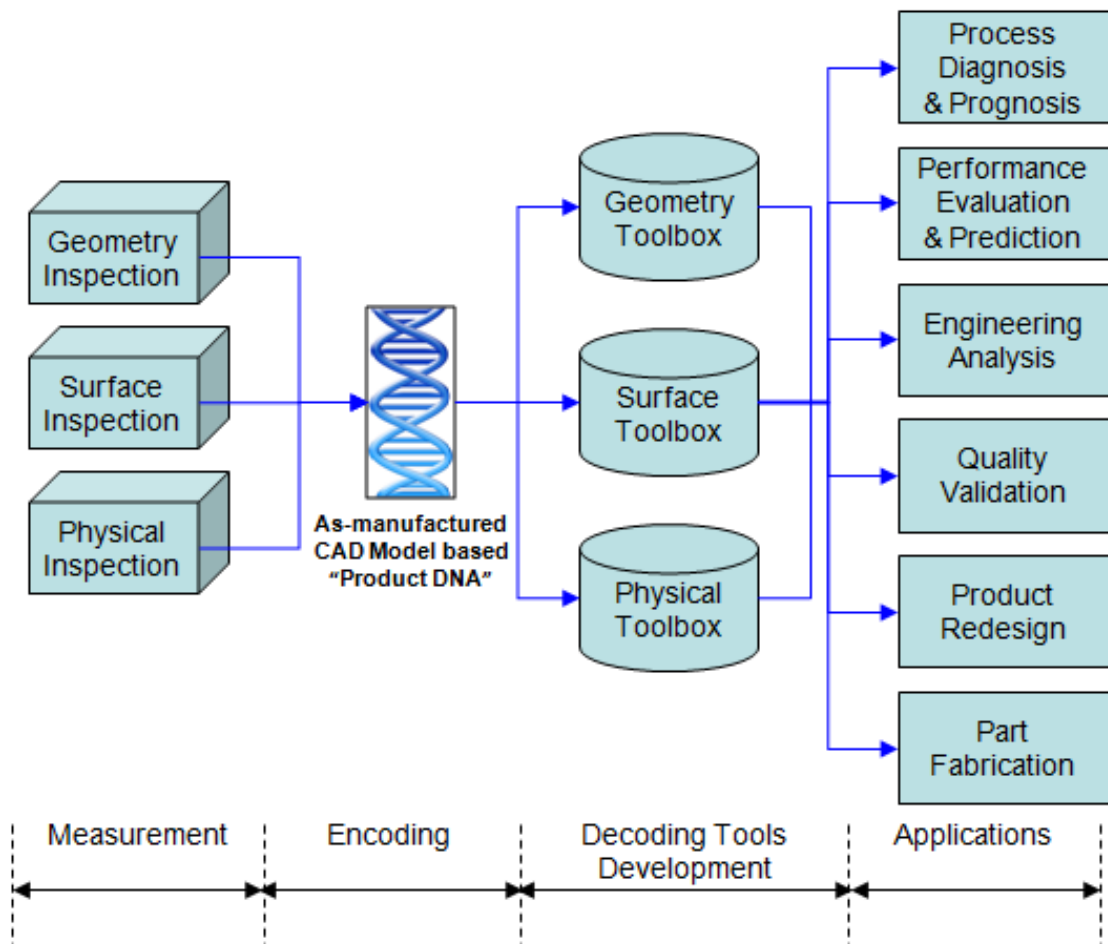 Geometry
Inspection
Surface
Inspection
Physical
Inspection
As-manufactured
CAD Model based
“Product DNA”
Geometry
Toolbox
Surface
Toolbox
Physical
Toolbox
Process
Diagnosis
& Prognosis
Performance
Evaluation
& Prediction
Engineering
Analysis
Quality
Validation
Product
Redesign
Part
Fabrication
Measurement
Encoding
Decoding Tools
Development
Applications